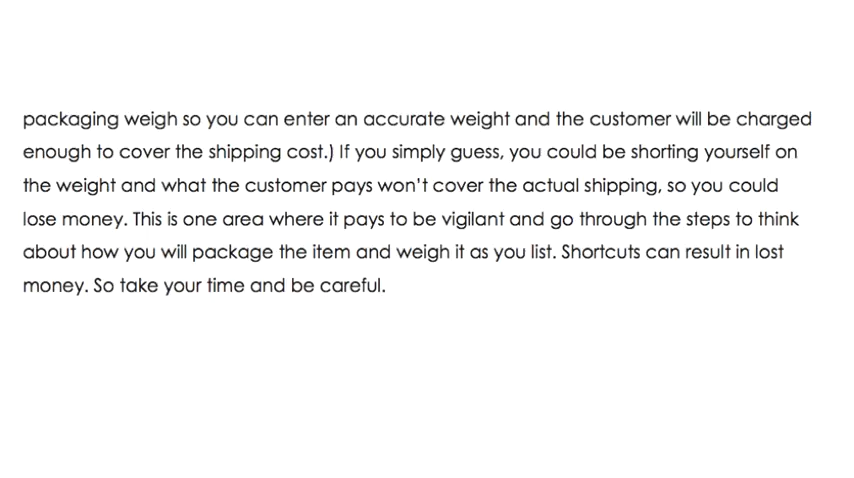 packaging weigh so you can enter an accurate weight and the customer will be charged
enough to cover the shipping cost.) If you simply guess, you could be shorting yourself on
the weight and what the customer pays won't cover the actual shipping, so you could
lose money. This is one area where it pays to be vigilant and go through the steps to think
about how you will package the item and weigh it as you list. Shortcuts can result in lost
money. So take your time and be careful.